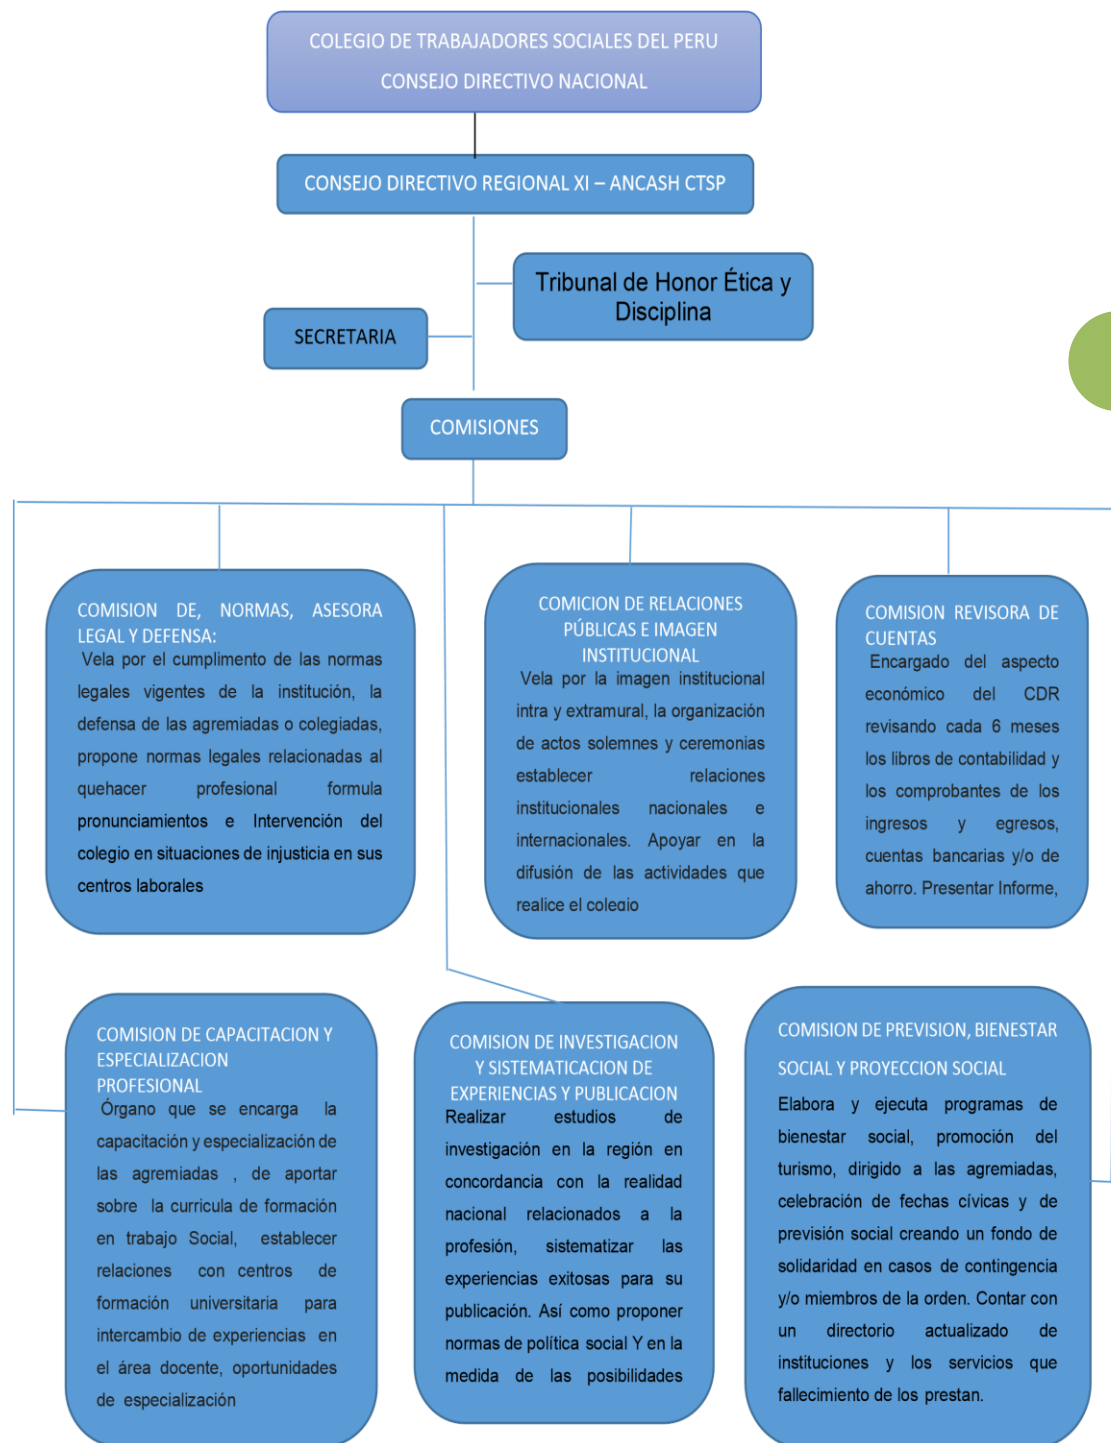 COLEGIO DE TRABAJADORES SOCIALES DEL PERU
CONSEJO DIRECTIVO NACIONAL
CONSEJO DIRECTIVO REGIONAL XI – ANCASH CTSP
Tribunal de Honor Ética y
Disciplina
SECRETARIA
COMISIONES
COMISION DE, NORMAS, ASESORA
LEGAL Y DEFENSA:
Vela por el cumplimento de las normas
legales vigentes de la institución, la
defensa de las agremiadas o colegiadas,
propone normas legales relacionadas al
quehacer profesional formula
pronunciamientos e Intervención del
colegio en situaciones de injusticia en sus
centros laborales
COMICION DE RELACIONES
PÚBLICAS E IMAGEN
INSTITUCIONAL
Vela por la imagen institucional
intra y extramural, la organización
de actos solemnes y ceremonias
establecer relaciones
institucionales nacionales e
internacionales. Apoyar en la
difusión de las actividades que
realice el colegio
COMISION REVISORA DE
CUENTAS
Encargado del aspecto
económico del CDR
revisando cada 6 meses
los libros de contabilidad y
los comprobantes de los
ingresos y egresos,
cuentas bancarias y/o de
ahorro. Presentar Informe,
COMISION DE CAPACITACION Y
ESPECIALIZACION
PROFESIONAL
Órgano que se encarga la
capacitación y especialización de
las agremiadas , de aportar
sobre la curricula de formación
en trabajo Social, establecer
relaciones con centros de
formación universitaria para
intercambio de experiencias en
el área docente, oportunidades
de especialización
COMISION DE INVESTIGACION
Y SISTEMATICACION DE
EXPERIENCIAS Y PUBLICACION
Realizar estudios de
investigación en la región en
concordancia con la realidad
nacional relacionados a la
profesión, sistematizar las
experiencias exitosas para su
publicación. Así como proponer
normas de política social Y en la
medida de las posibilidades
COMISION DE PREVISION, BIENESTAR
SOCIAL Y PROYECCION SOCIAL
Elabora y ejecuta programas de
bienestar social, promoción del
turismo, dirigido a las agremiadas,
celebración de fechas cívicas y de
previsión social creando un fondo de
solidaridad en casos de contingencia
y/o miembros de la orden. Contar con
un directorio actualizado de
instituciones y los servicios que
fallecimiento de los prestan.